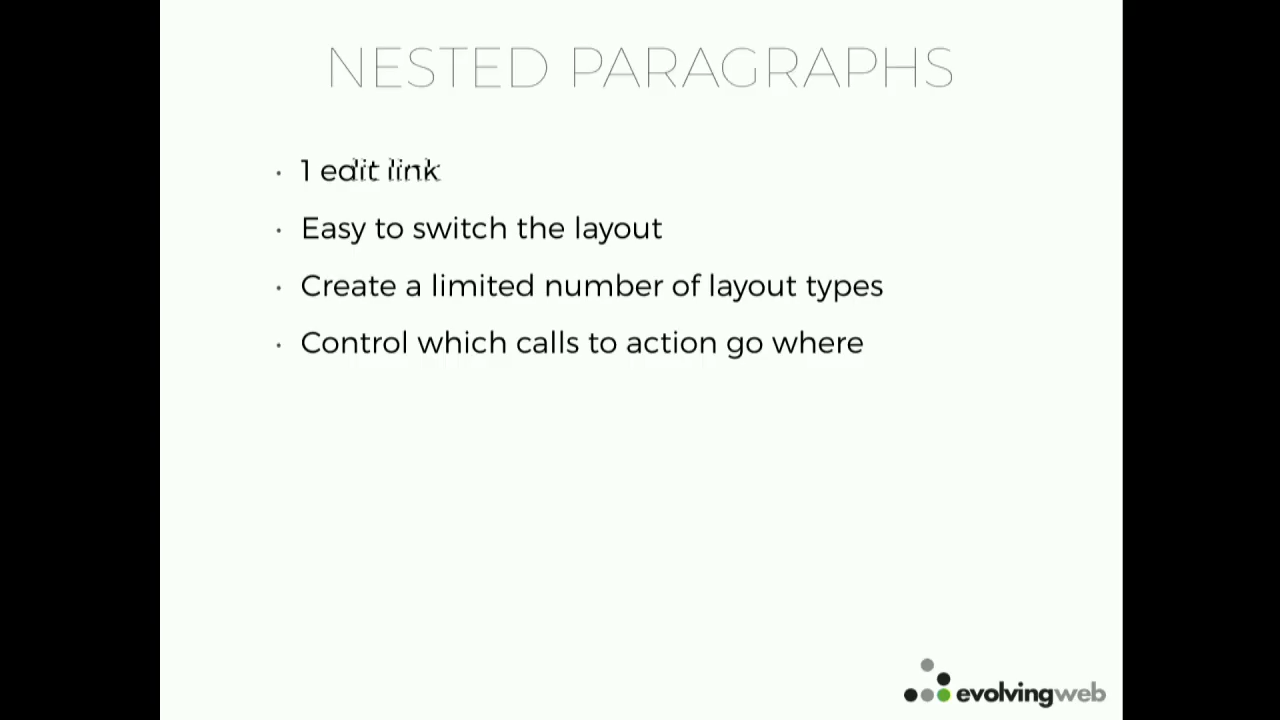 NESTED PARAGRAPHS
· 1 edit link
· Easy to switch the layout
· Create a limited number of layout types
· Control which calls to action go where
evolvingweb